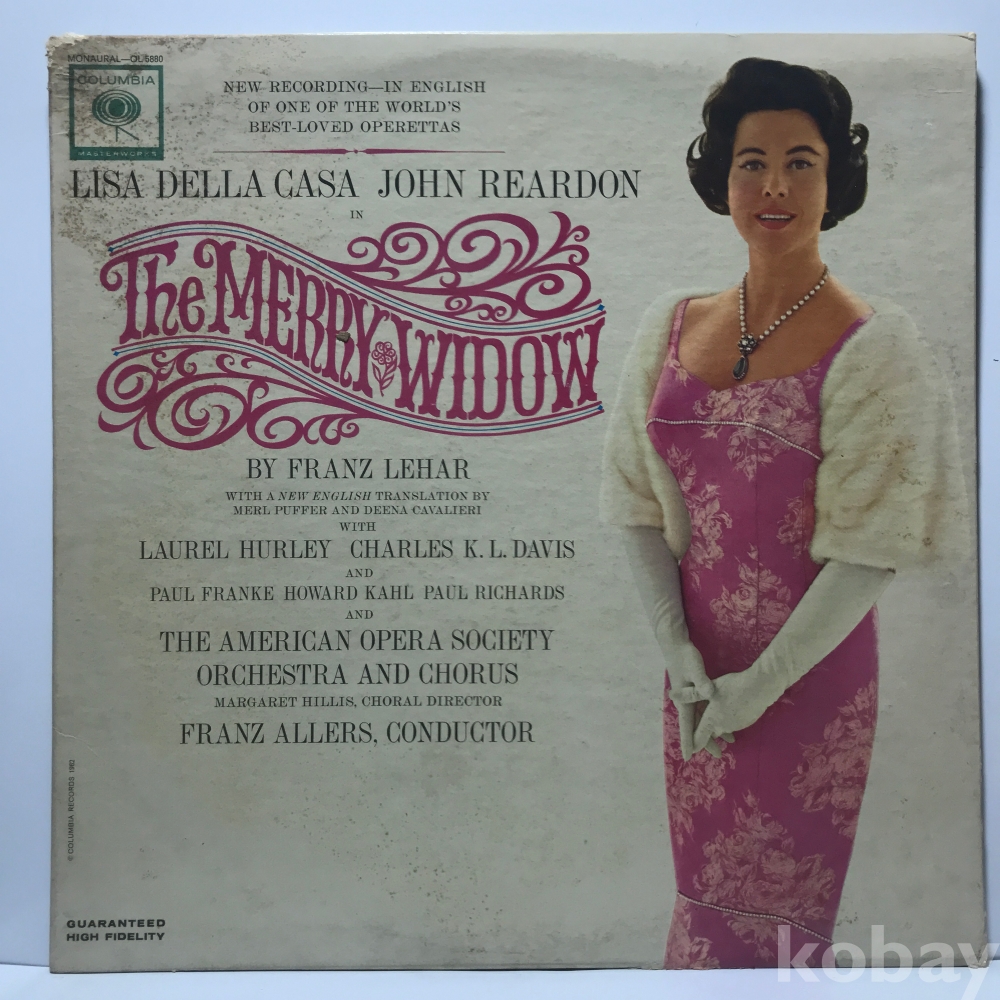 MONAURAL—OL 5880
COLUMBIA
MASTERWORKS
NEW RECORDING—IN ENGLISH
OF ONE OF THE WORLD'S
BEST-LOVED OPERETTAS
LISA DELLA CASA JOHN REARDON
IN
The MERRY WIDOW
BY FRANZ LEHAR
WITH A NEW ENGLISH TRANSLATION BY
MERL PUFFER AND DEENA CAVALIERI
WITH
LAUREL HURLEY CHARLES K. L. DAVIS
AND
PAUL FRANKE HOWARD KAHL PAUL RICHARDS
AND
THE AMERICAN OPERA SOCIETY
ORCHESTRA AND CHORUS
MARGARET HILLIS, CHORAL DIRECTOR
FRANZ ALLERS, CONDUCTOR
© COLUMBIA RECORDS 1962
GUARANTEED
HIGH FIDELITY
kobay